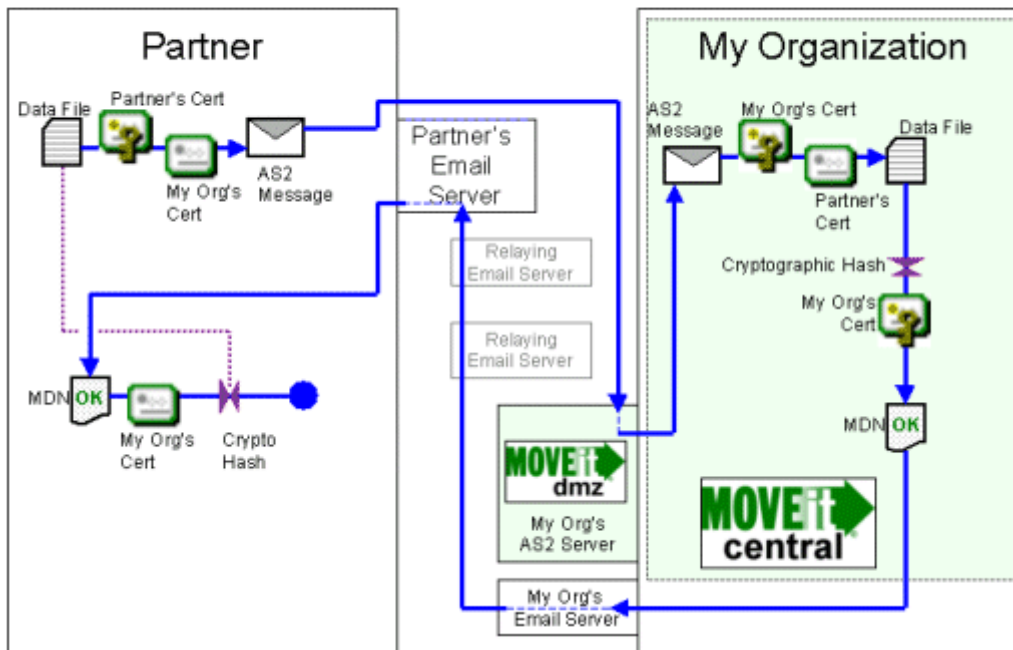 Partner
Data File
Partner's Cert
My Org's
Cert
AS2
Message
Partner's
Email
Server
Relaying
Email Server
Relaying
Email Server
MDN
OK
My Org's
Cert
Crypto
Hash
MOVEit
dmz
My Org's
AS2 Server
My Org's
Email Server
My Organization
AS2
Message
My Org's Cert
Data File
Partner's
Cert
Cryptographic Hash
My Org's
Cert
MDN
OK
MOVEit
central